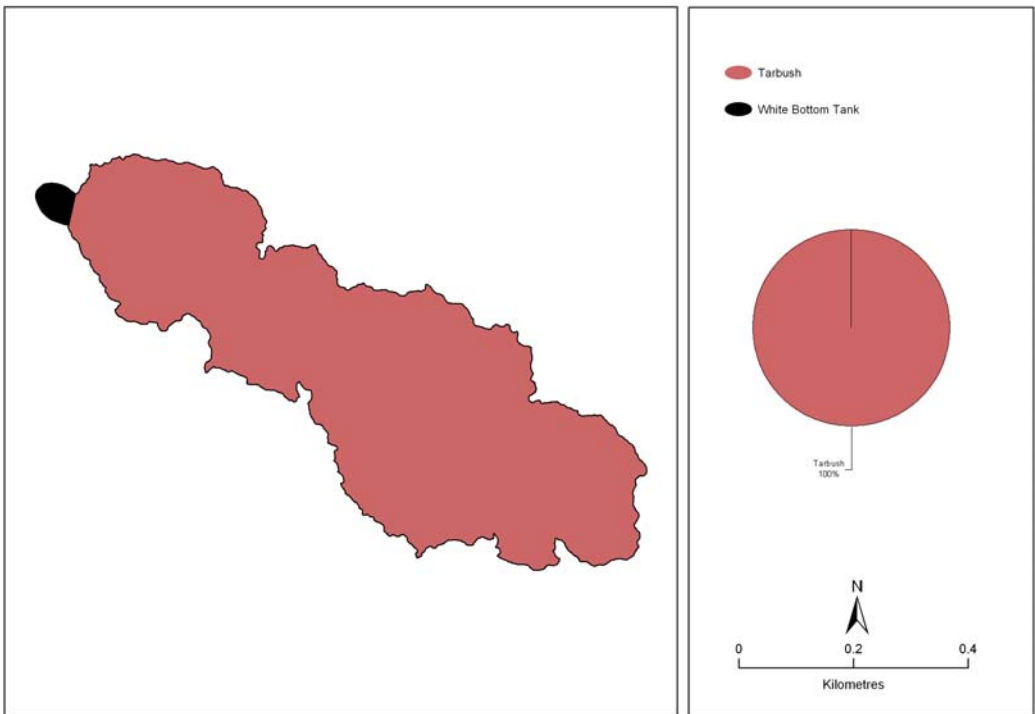 Tarbush
White Bottom Tank
Tarbush
100%
N
0 0.2 0.4
Kilometres